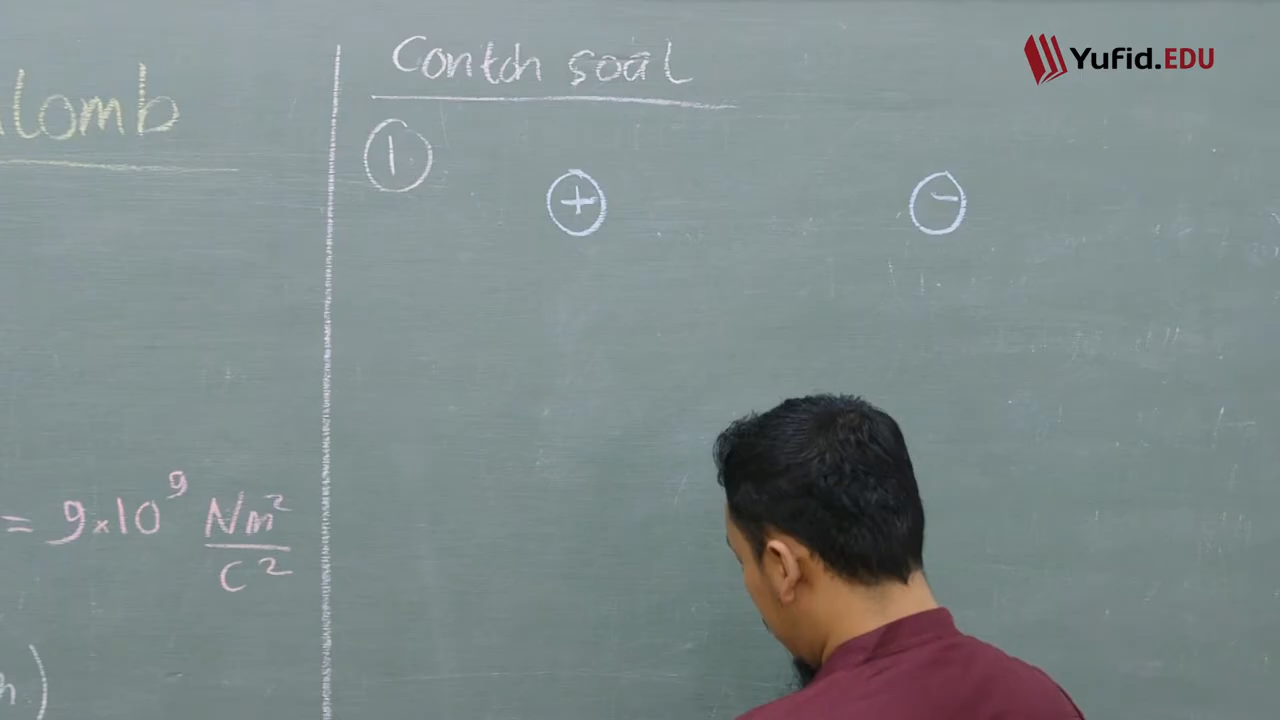 lomb
= 9×10⁹ Nm²/C²
)
Contoh soal
1
+ −
Yufid.EDU